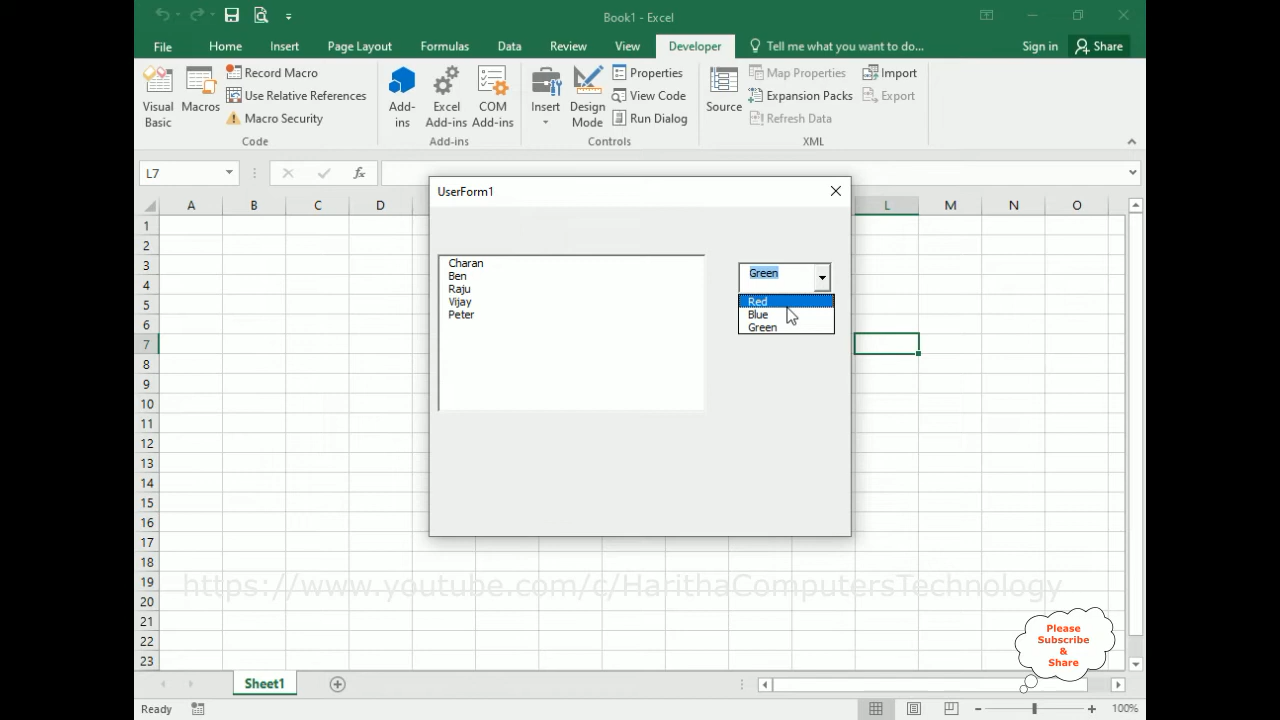 Book1 - Excel
File Home Insert Page Layout Formulas Data Review View Developer Tell me what you want to do... Sign in Share
Visual Basic
Macros
Record Macro
Use Relative References
Macro Security
Code
Add-ins
Excel Add-ins
COM Add-ins
Add-ins
Insert
Design Mode
Properties
View Code
Run Dialog
Controls
Source
Map Properties
Expansion Packs
Refresh Data
Import
Export
XML
L7
fx
A B C D L M N O
1
2
3
4
5
6
7
8
9
10
11
12
13
14
15
16
17
18
19
20
21
22
23
UserForm1
Charan
Ben
Raju
Vijay
Peter
Green
Red
Blue
Green
https://www.youtube.com/c/HarithaComputersTechnology
Please
Subscribe
&
Share
Sheet1
Ready
100%